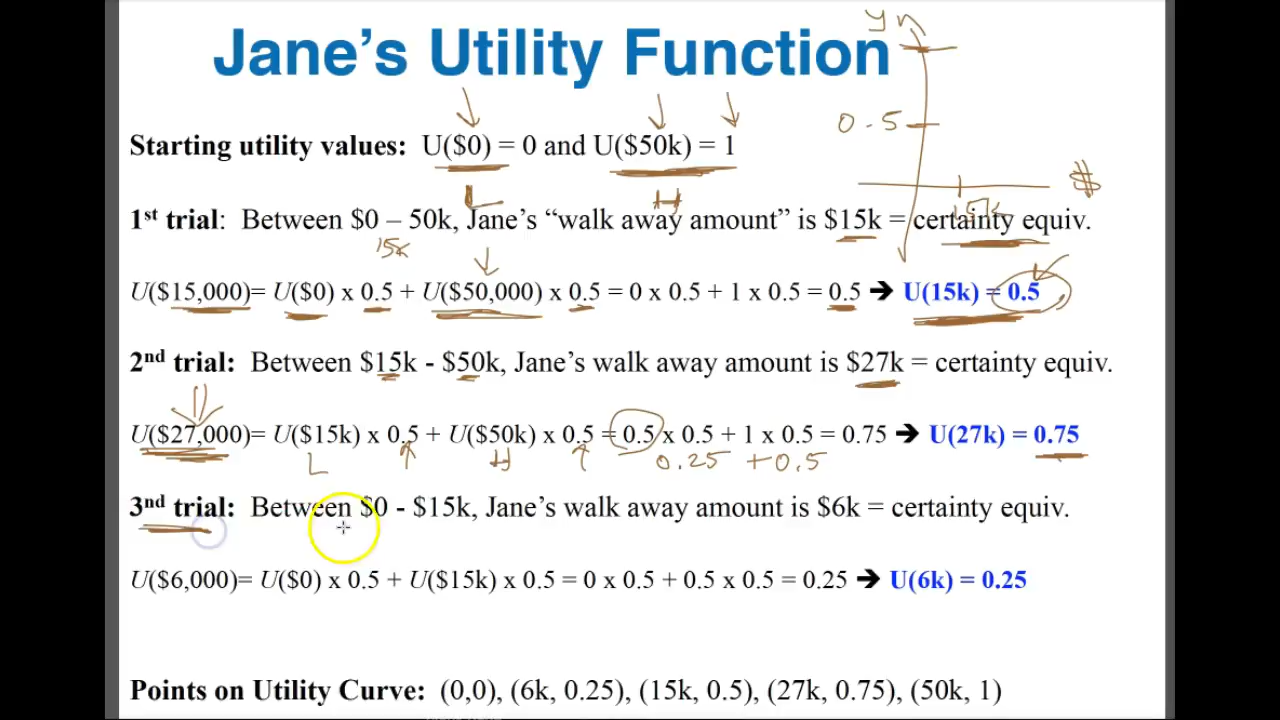 Jane's Utility Function
y n
0.5
$
15k
Starting utility values: U($0) = 0 and U($50k) = 1
L H
1st trial: Between $0 – 50k, Jane's “walk away amount” is $15k = certainty equiv.
15k
U($15,000)= U($0) x 0.5 + U($50,000) x 0.5 = 0 x 0.5 + 1 x 0.5 = 0.5 ➔ U(15k) = 0.5
2nd trial: Between $15k - $50k, Jane's walk away amount is $27k = certainty equiv.
U($27,000)= U($15k) x 0.5 + U($50k) x 0.5 = 0.5 x 0.5 + 1 x 0.5 = 0.75 ➔ U(27k) = 0.75
L H 0.25 +0.5
3nd trial: Between $0 - $15k, Jane's walk away amount is $6k = certainty equiv.
U($6,000)= U($0) x 0.5 + U($15k) x 0.5 = 0 x 0.5 + 0.5 x 0.5 = 0.25 ➔ U(6k) = 0.25
Points on Utility Curve: (0,0), (6k, 0.25), (15k, 0.5), (27k, 0.75), (50k, 1)